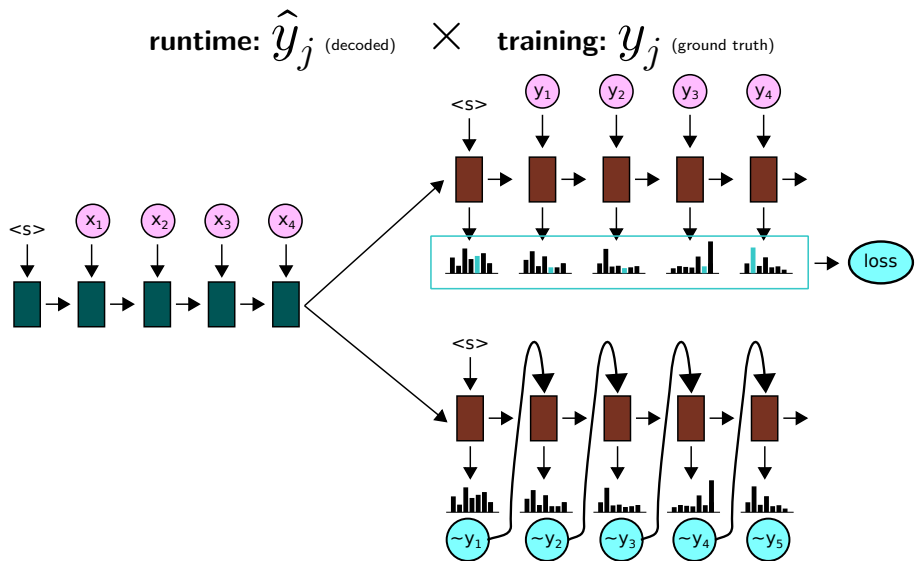 runtime: ŷj (decoded) × training: yj (ground truth)
y1 y2 y3 y4
<s>
x1 x2 x3 x4
<s>
loss
<s>
~y1 ~y2 ~y3 ~y4 ~y5